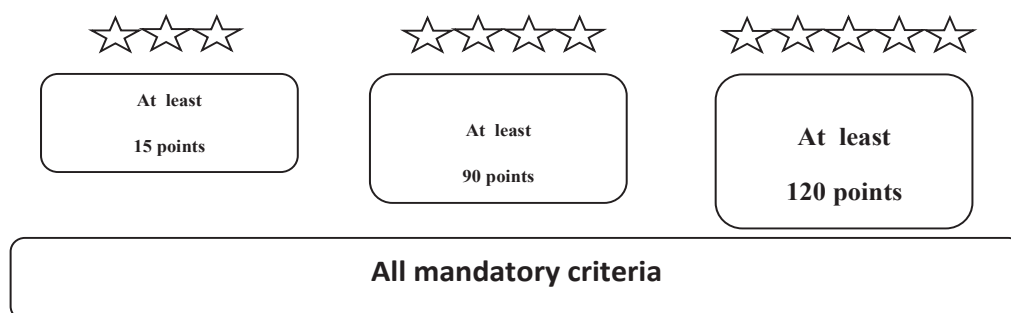 At least
15 points
At least
90 points
At least
120 points
All mandatory criteria